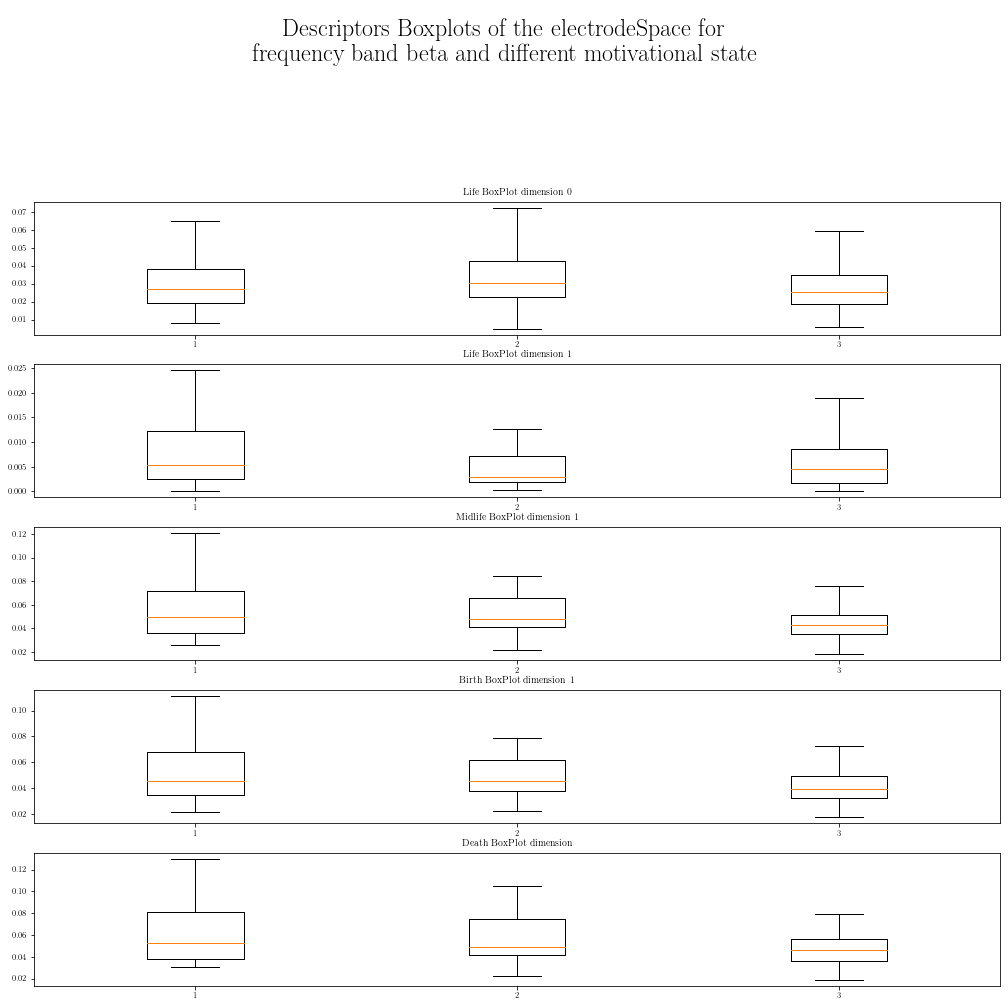 Descriptors Boxplots of the electrodeSpace for
frequency band beta and different motivational state
Life BoxPlot dimension 0
0.07
0.06
0.05
0.04
0.03
0.02
0.01
1 2 3
Life BoxPlot dimension 1
0.025
0.020
0.015
0.010
0.005
0.000
1 2 3
Midlife BoxPlot dimension 1
0.12
0.10
0.08
0.06
0.04
0.02
1 2 3
Birth BoxPlot dimension 1
0.10
0.08
0.06
0.04
0.02
1 2 3
Death BoxPlot dimension
0.12
0.10
0.08
0.06
0.04
0.02
1 2 3